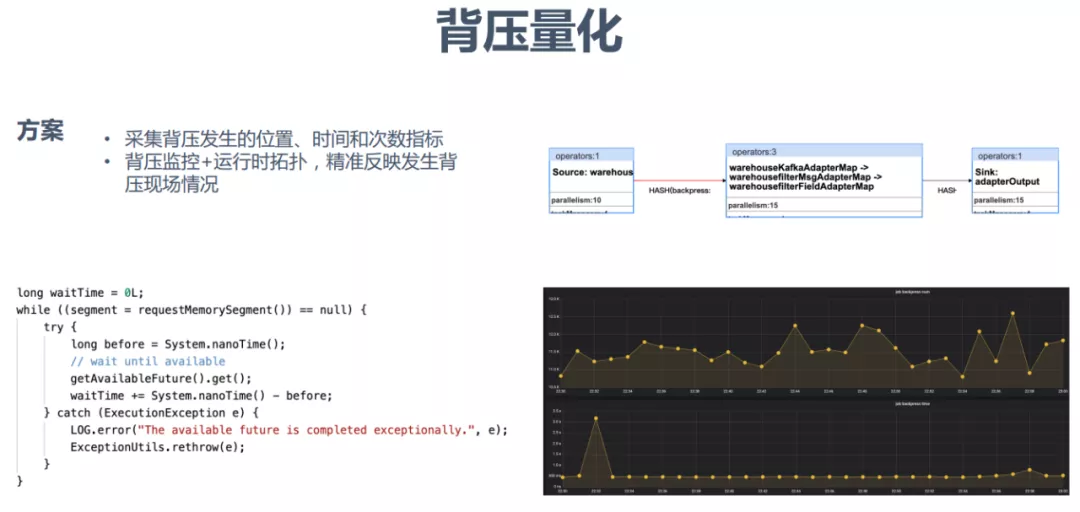 背压量化
方案
• 采集背压发生的位置、时间和次数指标
• 背压监控+运行时拓扑，精准反映发生背
压现场情况
operators:1
Source: warehous
parallelism:10
HASH(backpress:
operators:3
warehouseKafkaAdapterMap ->
warehousefilterMsgAdapterMap ->
warehousefilterFieldAdapterMap
parallelism:15
HASH
operators:1
Sink:
adapterOutput
parallelism:15
long waitTime = 0L;
while ((segment = requestMemorySegment()) == null) {
try {
long before = System.nanoTime();
// wait until available
getAvailableFuture().get();
waitTime += System.nanoTime() - before;
} catch (ExecutionException e) {
LOG.error("The available future is completed exceptionally.", e);
ExceptionUtils.rethrow(e);
}
}
job.backpress.num
job.backpress.time